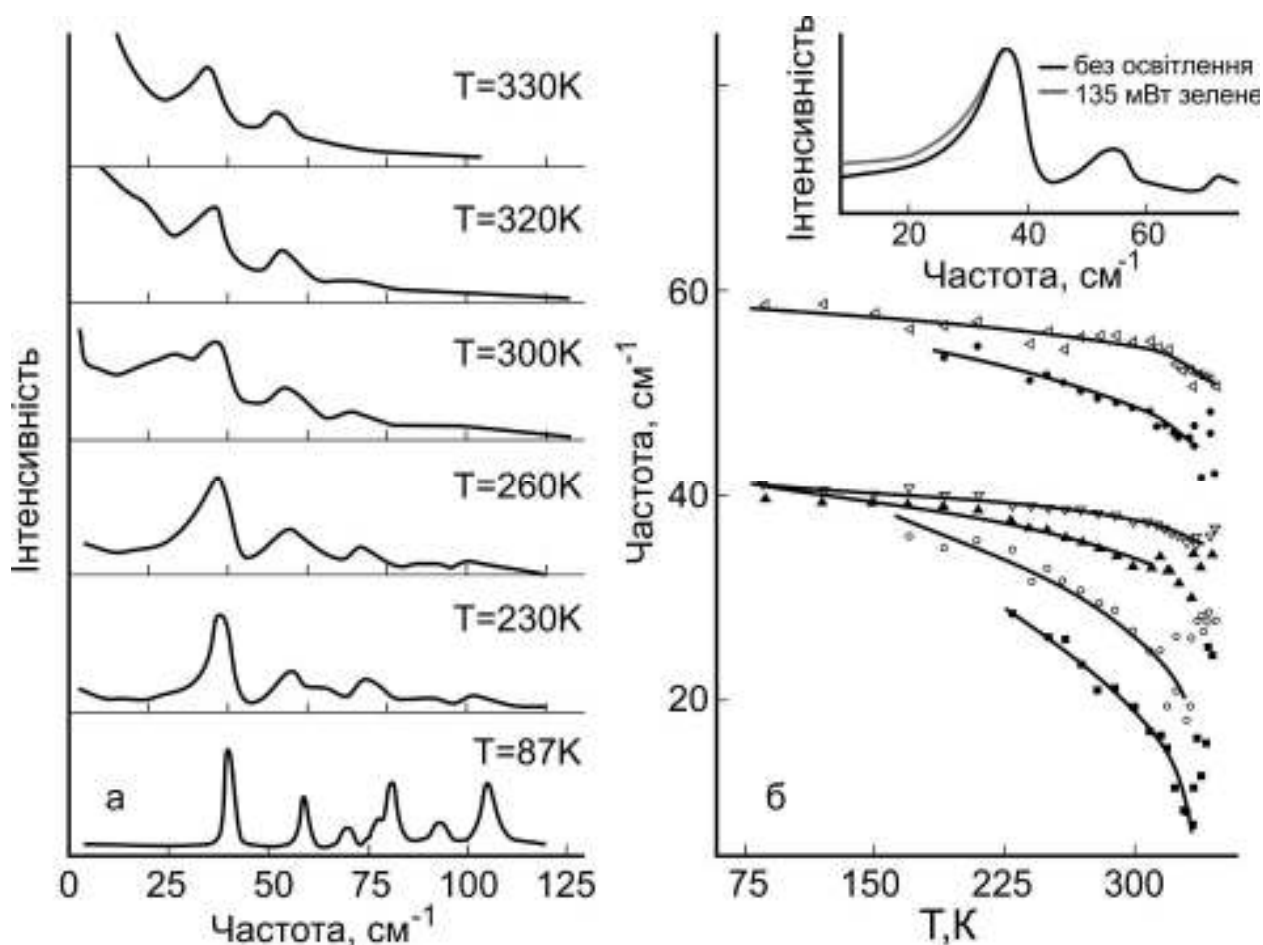 Інтенсивність
T=330K
T=320K
T=300K
T=260K
T=230K
T=87K
а
0 25 50 75 100 125
Частота, см-1
Інтенсивність
без освітлення
135 мВт зелене
20 40 60
Частота, см-1
Частота, см-1
60
40
20
б
75 150 225 300
Т,К